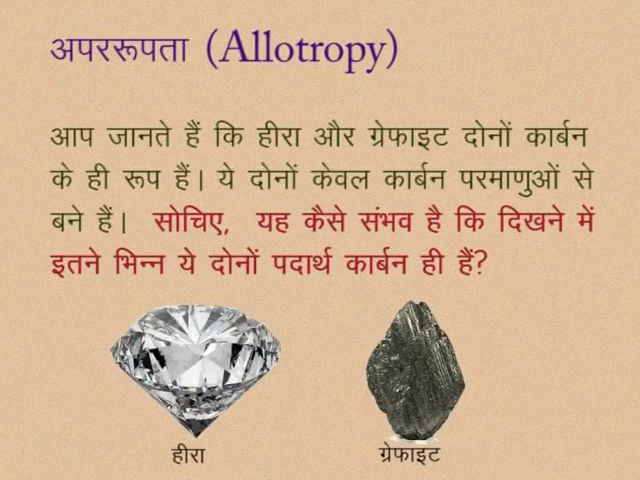 अपररूपता (Allotropy)
आप जानते हैं कि हीरा और ग्रेफाइट दोनों कार्बन
के ही रूप हैं। ये दोनों केवल कार्बन परमाणुओं से
बने हैं। सोचिए, यह कैसे संभव है कि दिखने में
इतने भिन्न ये दोनों पदार्थ कार्बन ही हैं?
हीरा ग्रेफाइट